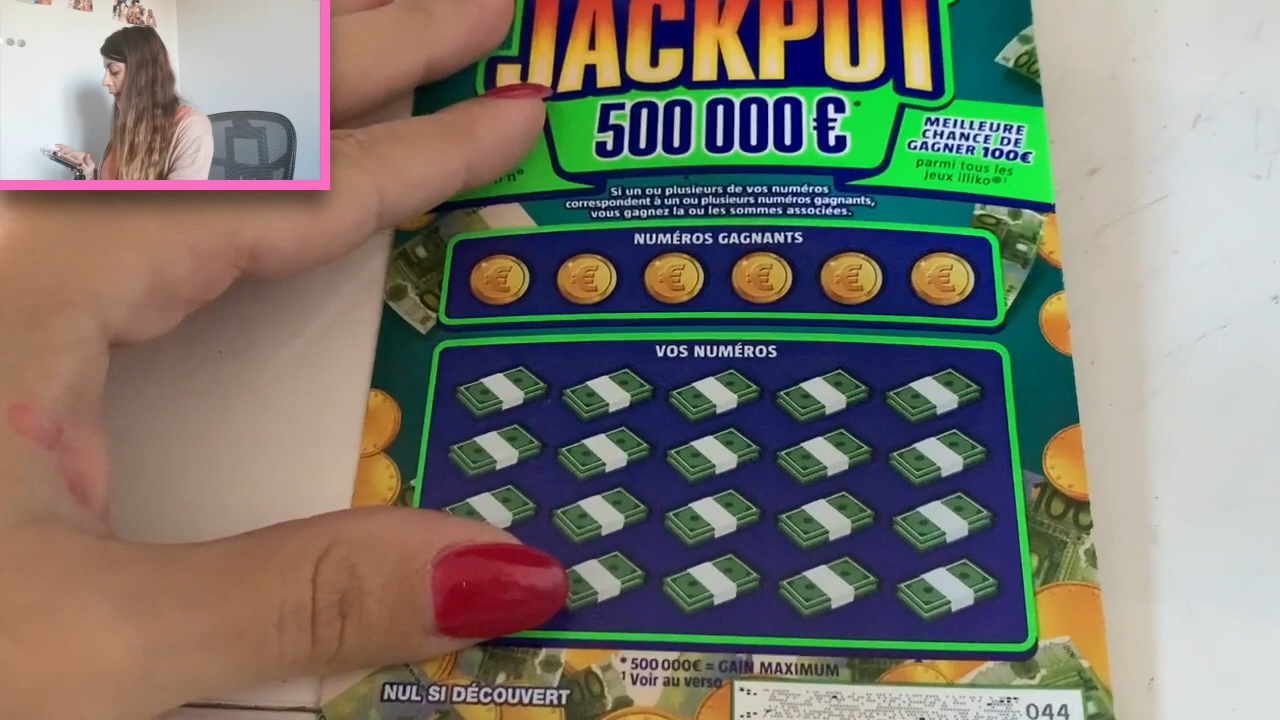 JACKPOT
500 000 €*
MEILLEURE
CHANCE DE
GAGNER 100€
parmi tous les
jeux illiko®¹
n°
Si un ou plusieurs de vos numéros
correspondent à un ou plusieurs numéros gagnants,
vous gagnez la ou les sommes associées.
NUMÉROS GAGNANTS
VOS NUMÉROS
* 500 000€ = GAIN MAXIMUM
¹ Voir au verso
NUL SI DÉCOUVERT
044